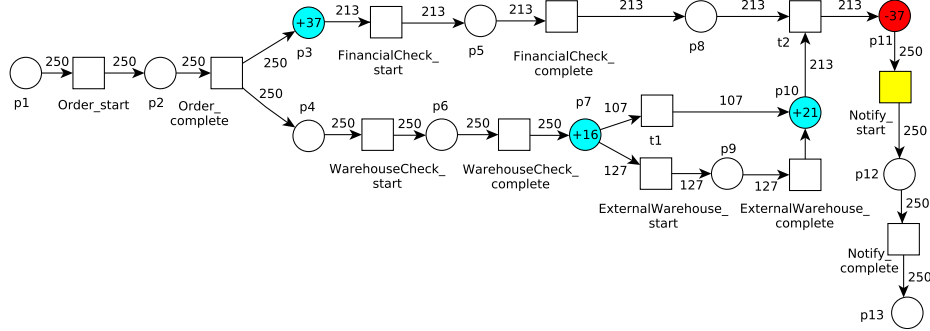 213 213 213 213 213
+37 -37
p3 FinancialCheck_ p5 FinancialCheck_ p8 t2 p11
start complete
250 250
250 250 250
p1 Order_start p2 Order_
complete
250
213
p4 p6 p7 p10
107 107
+21
250 250 250 250
+16
t1
WarehouseCheck_ WarehouseCheck_
start complete
p9
127 127 127
ExternalWarehouse_ ExternalWarehouse_
start complete
Notify_
start
250
p12
250
Notify_
complete
250
p13